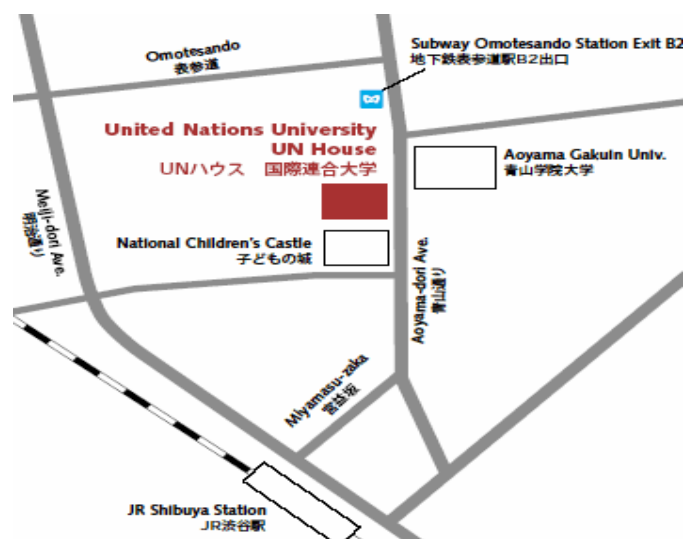 Omotesando
表参道
Subway Omotesando Station Exit B2
地下鉄表参道駅B2出口
United Nations University
UN House
UNハウス 国際連合大学
Aoyama Gakuin Univ.
青山学院大学
Meiji-dori Ave.
明治通り
National Children's Castle
子どもの城
Aoyama-dori Ave.
青山通り
Miyamasu-zaka
宮益坂
JR Shibuya Station
JR渋谷駅